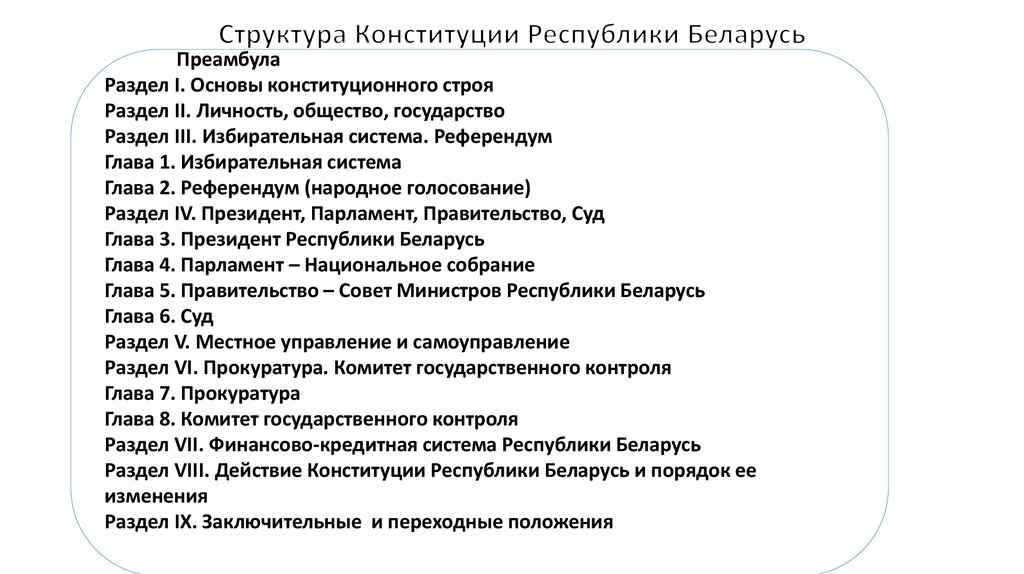 Структура Конституции Республики Беларусь
Преамбула
Раздел I. Основы конституционного строя
Раздел II. Личность, общество, государство
Раздел III. Избирательная система. Референдум
Глава 1. Избирательная система
Глава 2. Референдум (народное голосование)
Раздел IV. Президент, Парламент, Правительство, Суд
Глава 3. Президент Республики Беларусь
Глава 4. Парламент – Национальное собрание
Глава 5. Правительство – Совет Министров Республики Беларусь
Глава 6. Суд
Раздел V. Местное управление и самоуправление
Раздел VI. Прокуратура. Комитет государственного контроля
Глава 7. Прокуратура
Глава 8. Комитет государственного контроля
Раздел VII. Финансово-кредитная система Республики Беларусь
Раздел VIII. Действие Конституции Республики Беларусь и порядок ее
изменения
Раздел IX. Заключительные и переходные положения